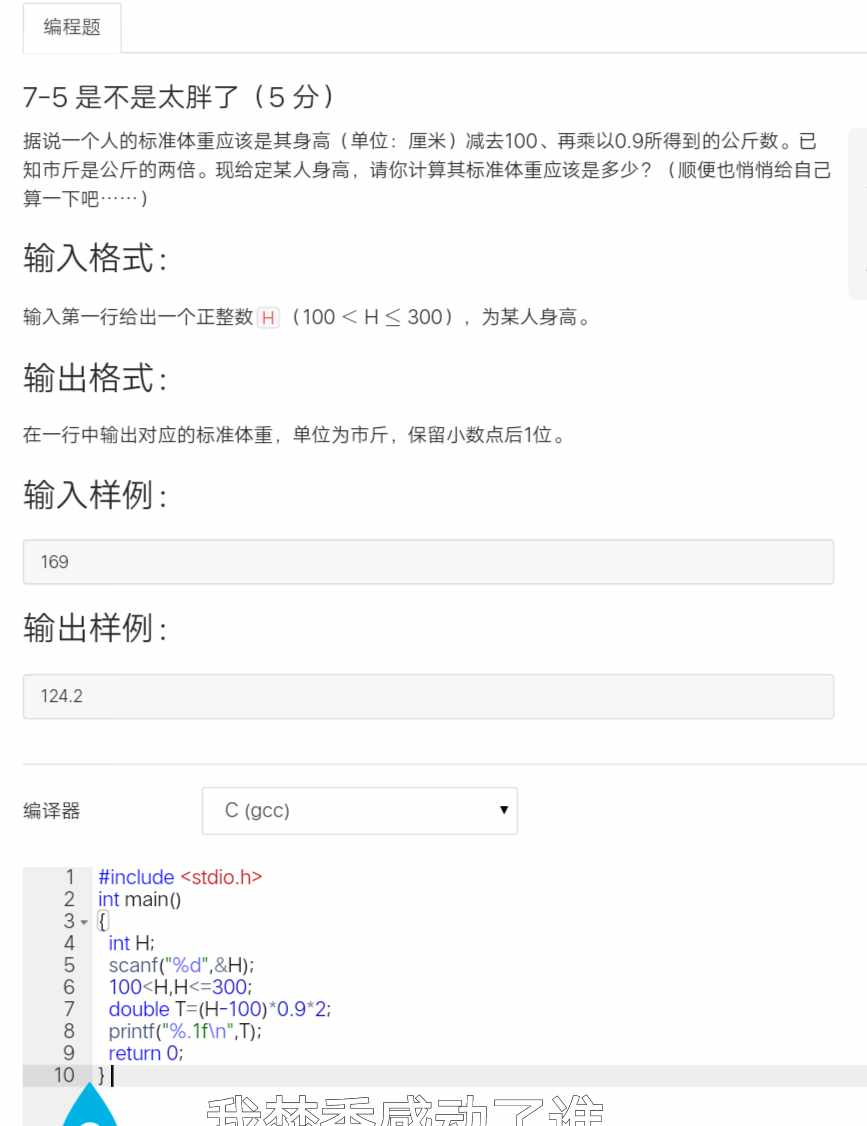 编程题
7-5 是不是太胖了（5 分）
据说一个人的标准体重应该是其身高（单位：厘米）减去100、再乘以0.9所得到的公斤数。已
知市斤是公斤的两倍。现给定某人身高，请你计算其标准体重应该是多少？（顺便也悄悄给自己
算一下吧……）
输入格式：
输入第一行给出一个正整数 H （100 < H ≤ 300），为某人身高。
输出格式：
在一行中输出对应的标准体重，单位为市斤，保留小数点后1位。
输入样例：
169
输出样例：
124.2
编译器 C (gcc) ▼
1 #include <stdio.h>
2 int main()
3 {
4 int H;
5 scanf("%d",&H);
6 100<H,H<=300;
7 double T=(H-100)*0.9*2;
8 printf("%.1f\n",T);
9 return 0;
10 }